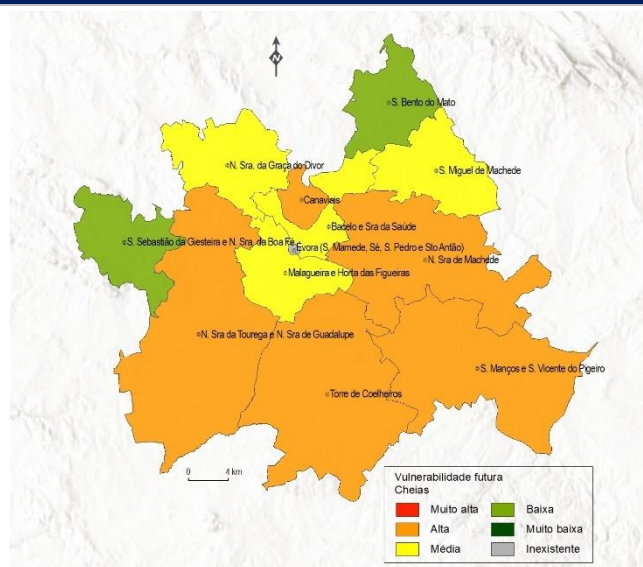 N
S. Bento do Mato
N. Sra. da Graça do Divor
S. Miguel de Machede
Canaviais
Bacelo e Sra da Saúde
S. Sebastião da Giesteira e N. Sra. da Boa Fé
Évora (S. Mamede, Sé, S. Pedro e Sto Antão)
N. Sra de Machede
Malagueira e Horta das Figueiras
N. Sra da Tourega e N. Sra de Guadalupe
S. Manços e S. Vicente do Pigeiro
Torre de Coelheiros
0 4 km
Vulnerabilidade futura
Cheias
Muito alta
Baixa
Alta
Muito baixa
Média
Inexistente